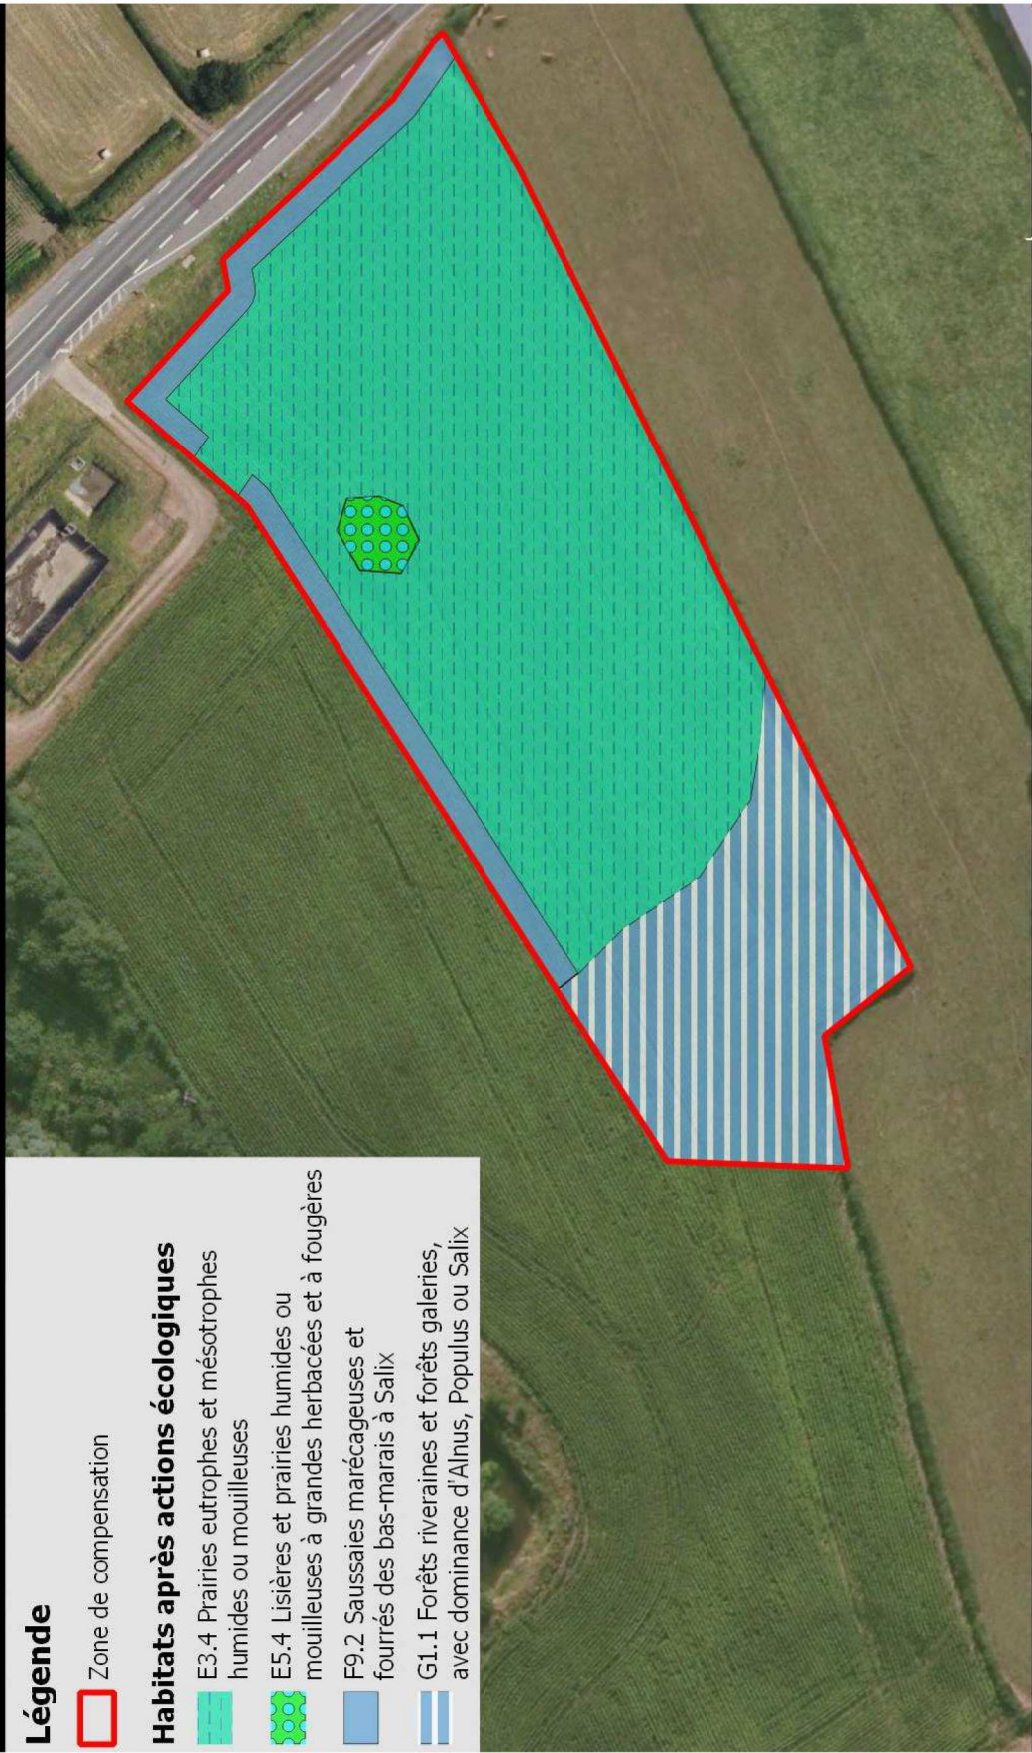 Légende
Zone de compensation
Habitats après actions écologiques
E3.4 Prairies eutrophes et mésotrophes
humides ou mouilleuses
E5.4 Lisières et prairies humides ou
mouilleuses à grandes herbacées et à fougères
F9.2 Saussaies marécageuses et
fourrés des bas-marais à Salix
G1.1 Forêts riveraines et forêts galeries,
avec dominance d'Alnus, Populus ou Salix